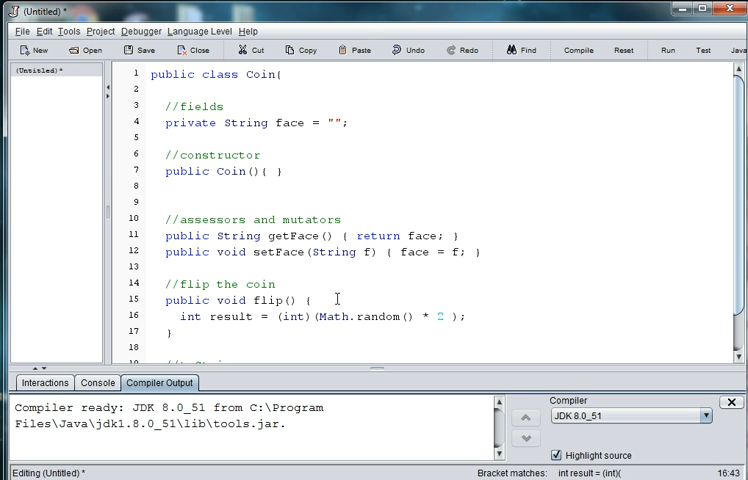 (Untitled) *
File Edit Tools Project Debugger Language Level Help
New Open Save Close Cut Copy Paste Undo Redo Find Compile Reset Run Test Java
(Untitled) *
1 public class Coin{
2
3 //fields
4 private String face = "";
5
6 //constructor
7 public Coin(){ }
8
9
10 //assessors and mutators
11 public String getFace() { return face; }
12 public void setFace(String f) { face = f; }
13
14 //flip the coin
15 public void flip() {
16 int result = (int)(Math.random() * 2 );
17 }
18
Interactions Console Compiler Output
Compiler ready: JDK 8.0_51 from C:\Program
Files\Java\jdk1.8.0_51\lib\tools.jar.
Compiler
JDK 8.0_51
Highlight source
Editing (Untitled) *
Bracket matches: int result = (int)(
16:43